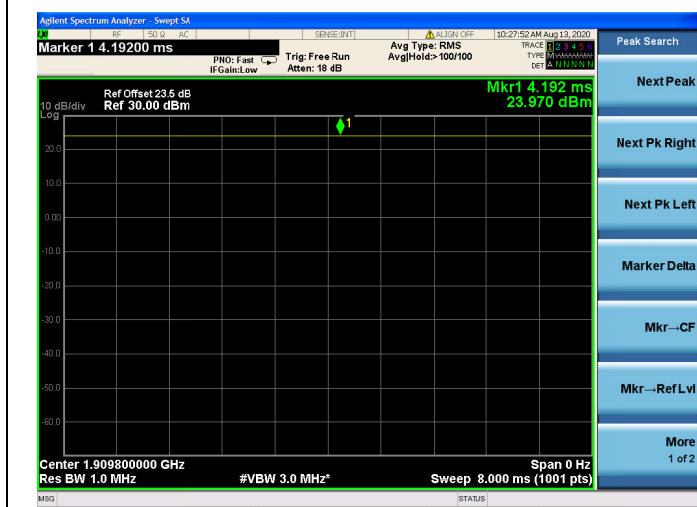 Agilent Spectrum Analyzer - Swept SA
LXI RF 50 Ω AC SENSE:INT ALIGN OFF 10:27:52 AM Aug 13, 2020
Marker 1 4.19200 ms
PNO: Fast
IFGain:Low
Trig: Free Run
Atten: 18 dB
Avg Type: RMS
Avg|Hold:>100/100
TRACE 1 2 3 4 5 6
TYPE M
DET A N N N N N
Peak Search
Next Peak
Next Pk Right
Next Pk Left
Marker Delta
Mkr→CF
Mkr→Ref Lvl
More
1 of 2
Ref Offset 23.5 dB
10 dB/div Ref 30.00 dBm
Log
Mkr1 4.192 ms
23.970 dBm
1
20.0
10.0
0.00
-10.0
-20.0
-30.0
-40.0
-50.0
-60.0
Center 1.909800000 GHz Span 0 Hz
Res BW 1.0 MHz #VBW 3.0 MHz* Sweep 8.000 ms (1001 pts)
MSG STATUS